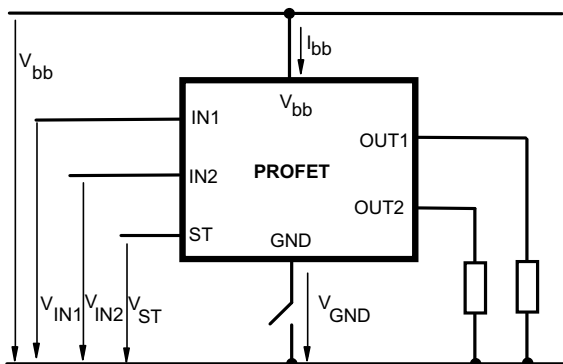 V_bb
I_bb
V_bb
IN1
OUT1
IN2
PROFET
OUT2
ST
GND
V_IN1
V_IN2
V_ST
V_GND